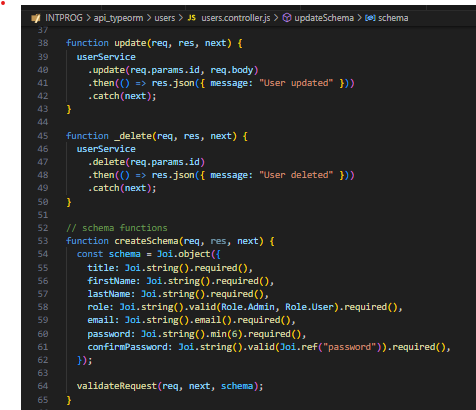 INTPROG > api_typeorm > users > JS users.controller.js > updateSchema > schema
37
38 function update(req, res, next) {
39 userService
40 .update(req.params.id, req.body)
41 .then(() => res.json({ message: "User updated" }))
42 .catch(next);
43 }
44
45 function _delete(req, res, next) {
46 userService
47 .delete(req.params.id)
48 .then(() => res.json({ message: "User deleted" }))
49 .catch(next);
50 }
51
52 // schema functions
53 function createSchema(req, res, next) {
54 const schema = Joi.object({
55 title: Joi.string().required(),
56 firstName: Joi.string().required(),
57 lastName: Joi.string().required(),
58 role: Joi.string().valid(Role.Admin, Role.User).required(),
59 email: Joi.string().email().required(),
60 password: Joi.string().min(6).required(),
61 confirmPassword: Joi.string().valid(Joi.ref("password")).required(),
62 });
63
64 validateRequest(req, next, schema);
65 }